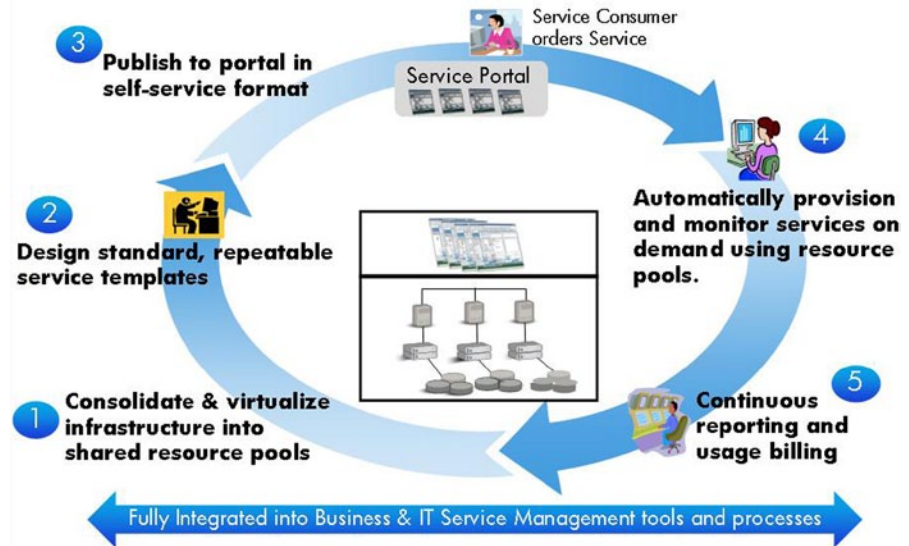 3
Publish to portal in
self-service format
Service Consumer
orders Service
Service Portal
4
Automatically provision
and monitor services on
demand using resource
pools.
2
Design standard, repeatable
service templates
1
Consolidate & virtualize
infrastructure into
shared resource pools
5
Continuous
reporting and
usage billing
Fully Integrated into Business & IT Service Management tools and processes